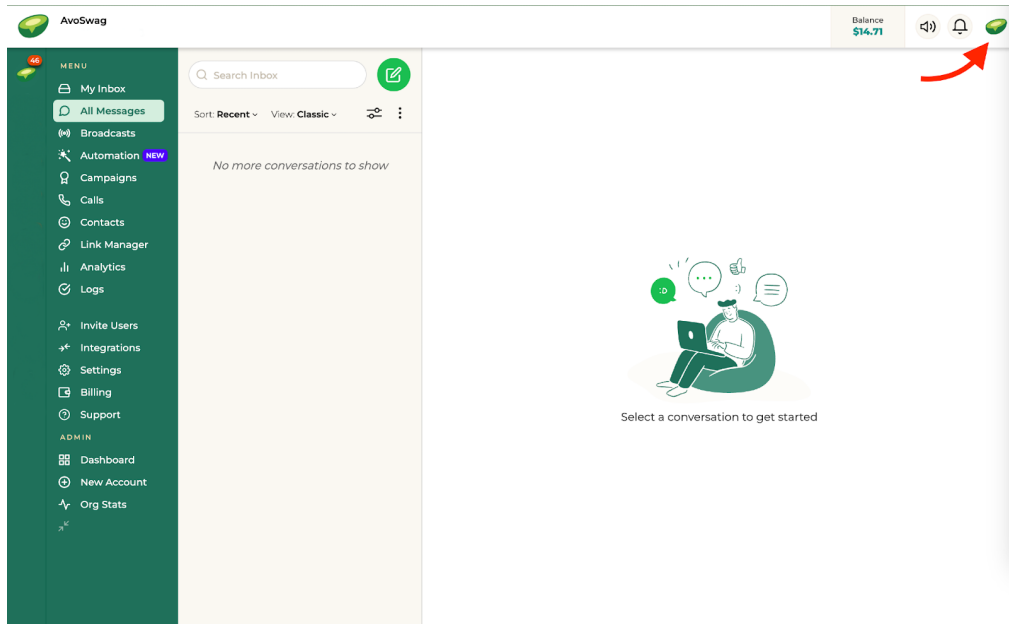 AvoSwag
Balance
$14.71
46
MENU
My Inbox
All Messages
Broadcasts
Automation NEW
Campaigns
Calls
Contacts
Link Manager
Analytics
Logs
Invite Users
Integrations
Settings
Billing
Support
ADMIN
Dashboard
New Account
Org Stats
Search Inbox
Sort: Recent View: Classic
No more conversations to show
:D
:)
Select a conversation to get started